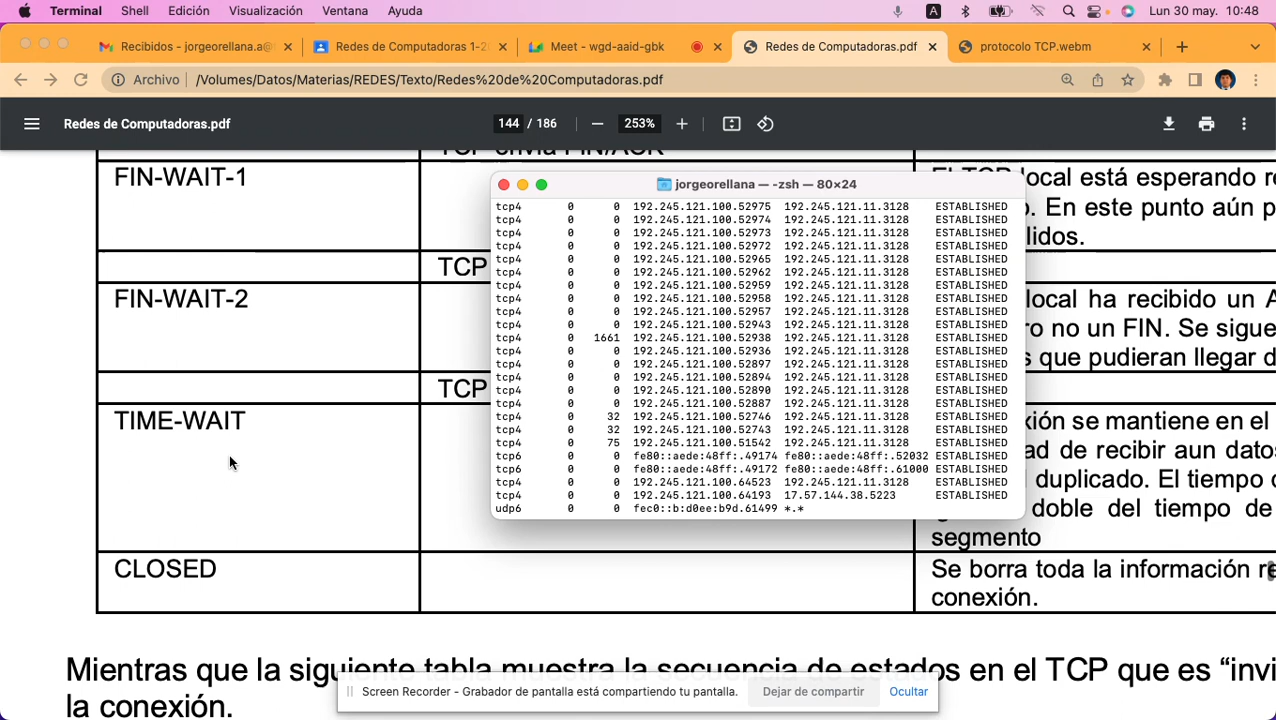 Terminal Shell Edición Visualización Ventana Ayuda A Lun 30 may. 10:48
Recibidos - jorgeorellana.a@ Redes de Computadoras 1-2 Meet - wgd-aaid-gbk Redes de Computadoras.pdf protocolo TCP.webm
Archivo /Volumes/Datos/Materias/REDES/Texto/Redes%20de%20Computadoras.pdf
Redes de Computadoras.pdf 144 / 186 253%
TCP envía FIN/ACK
FIN-WAIT-1 El TCP local está esperando
o. En este punto aún p
lidos.
TCP
FIN-WAIT-2 local ha recibido un A
ro no un FIN. Se sigue
s que pudieran llegar d
TCP
TIME-WAIT xión se mantiene en el
ad de recibir aun datos
l duplicado. El tiempo
doble del tiempo de
segmento
CLOSED Se borra toda la información re
conexión.
Mientras que la siguiente tabla muestra la secuencia de estados en el TCP que es “invi
la conexión.
jorgeorellana — -zsh — 80×24
tcp4 0 0 192.245.121.100.52975 192.245.121.11.3128 ESTABLISHED
tcp4 0 0 192.245.121.100.52974 192.245.121.11.3128 ESTABLISHED
tcp4 0 0 192.245.121.100.52973 192.245.121.11.3128 ESTABLISHED
tcp4 0 0 192.245.121.100.52972 192.245.121.11.3128 ESTABLISHED
tcp4 0 0 192.245.121.100.52965 192.245.121.11.3128 ESTABLISHED
tcp4 0 0 192.245.121.100.52962 192.245.121.11.3128 ESTABLISHED
tcp4 0 0 192.245.121.100.52959 192.245.121.11.3128 ESTABLISHED
tcp4 0 0 192.245.121.100.52958 192.245.121.11.3128 ESTABLISHED
tcp4 0 0 192.245.121.100.52957 192.245.121.11.3128 ESTABLISHED
tcp4 0 0 192.245.121.100.52943 192.245.121.11.3128 ESTABLISHED
tcp4 0 1661 192.245.121.100.52938 192.245.121.11.3128 ESTABLISHED
tcp4 0 0 192.245.121.100.52936 192.245.121.11.3128 ESTABLISHED
tcp4 0 0 192.245.121.100.52897 192.245.121.11.3128 ESTABLISHED
tcp4 0 0 192.245.121.100.52894 192.245.121.11.3128 ESTABLISHED
tcp4 0 0 192.245.121.100.52890 192.245.121.11.3128 ESTABLISHED
tcp4 0 0 192.245.121.100.52887 192.245.121.11.3128 ESTABLISHED
tcp4 0 32 192.245.121.100.52746 192.245.121.11.3128 ESTABLISHED
tcp4 0 32 192.245.121.100.52743 192.245.121.11.3128 ESTABLISHED
tcp4 0 75 192.245.121.100.51542 192.245.121.11.3128 ESTABLISHED
tcp6 0 0 fe80::aede:48ff:.49174 fe80::aede:48ff:.52032 ESTABLISHED
tcp6 0 0 fe80::aede:48ff:.49172 fe80::aede:48ff:.61000 ESTABLISHED
tcp4 0 0 192.245.121.100.64523 192.245.121.11.3128 ESTABLISHED
tcp4 0 0 192.245.121.100.64193 17.57.144.38.5223 ESTABLISHED
udp6 0 0 fec0::b:d0ee:b9d.61499 *.*
Screen Recorder - Grabador de pantalla está compartiendo tu pantalla. Dejar de compartir Ocultar